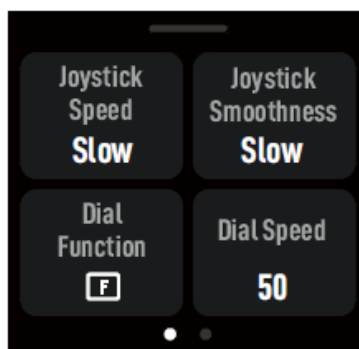 Joystick
Speed
Slow
Joystick
Smoothness
Slow
Dial
Function
F
Dial Speed
50